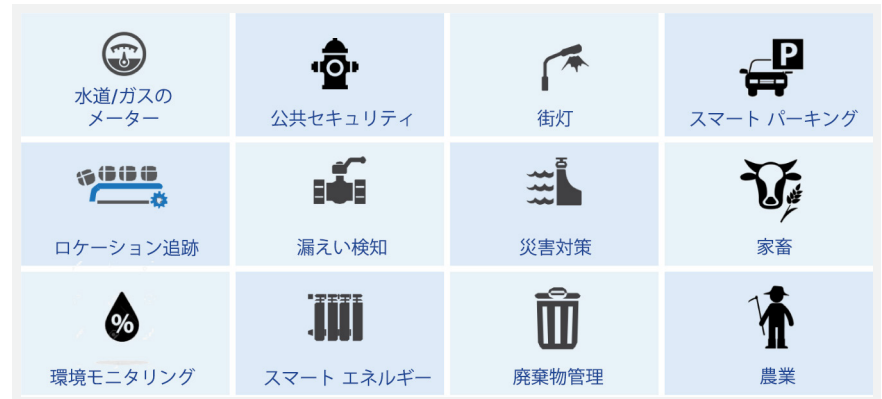 水道/ガスの
メーター
公共セキュリティ
街灯
P
スマート パーキング
ロケーション追跡
漏えい検知
災害対策
家畜
%
環境モニタリング
スマート エネルギー
廃棄物管理
農業